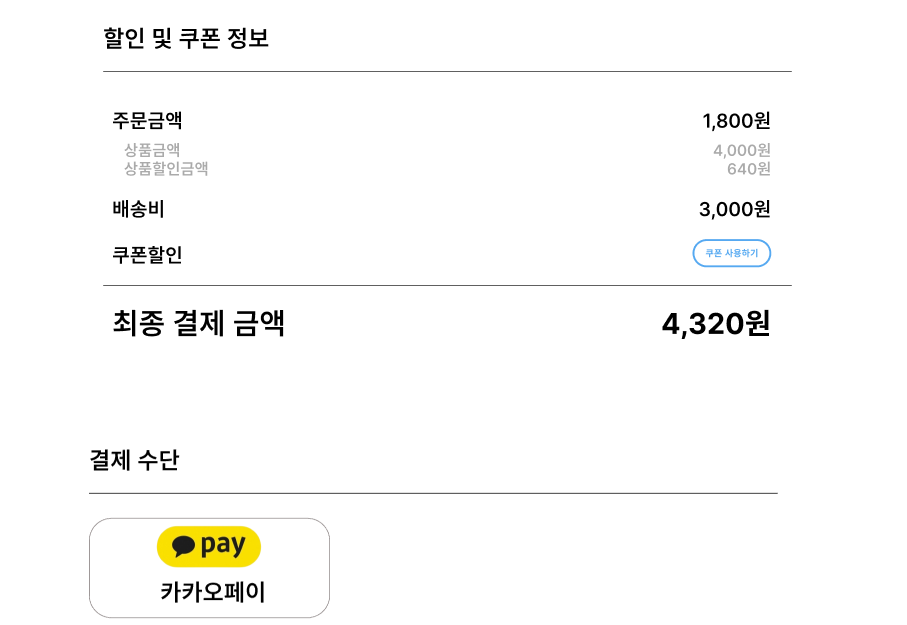 할인 및 쿠폰 정보
주문금액 1,800원
상품금액 4,000원
상품할인금액 640원
배송비 3,000원
쿠폰할인 쿠폰 사용하기
최종 결제 금액 4,320원
결제 수단
pay
카카오페이